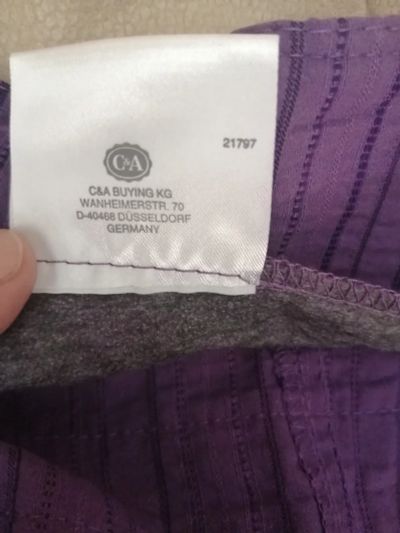 21797
C&A
C&A BUYING KG
WANHEIMERSTR. 70
D-40468 DÜSSELDORF
GERMANY